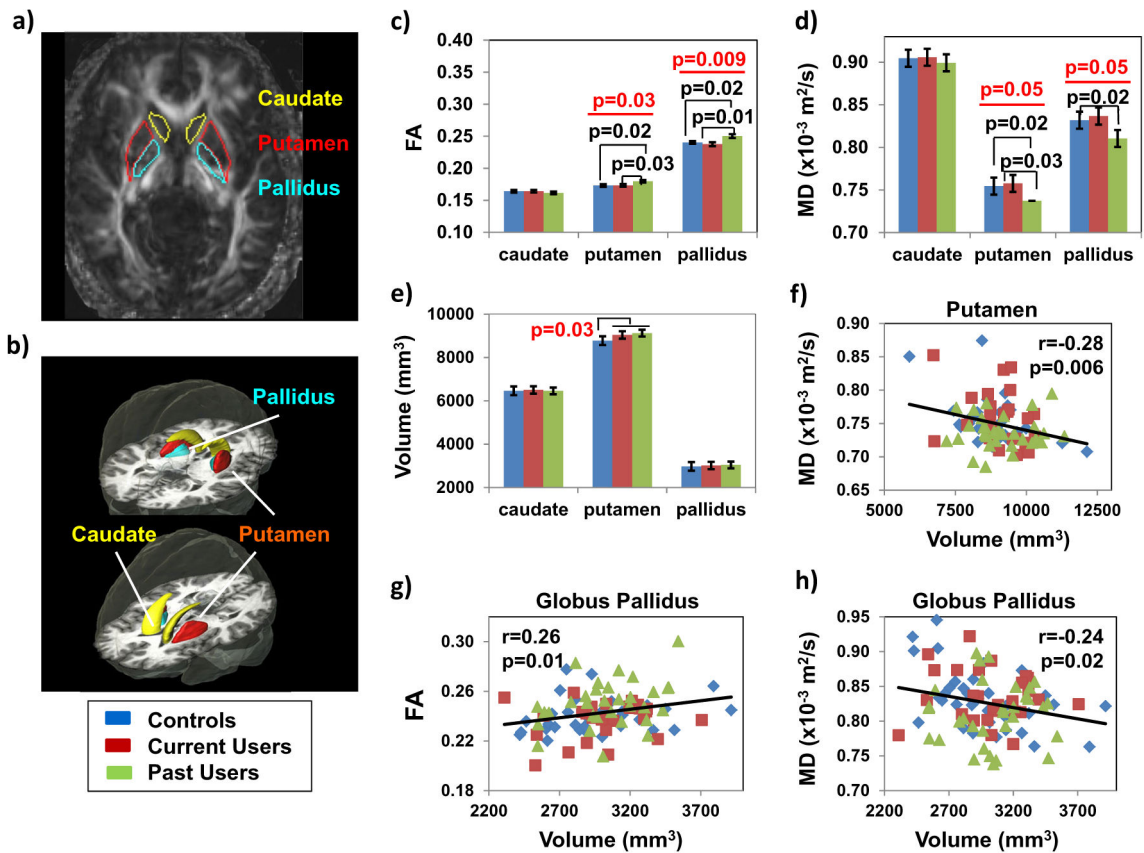 a)
Caudate
Putamen
Pallidus
b)
Pallidus
Caudate
Putamen
Controls
Current Users
Past Users
c)
FA
0.40
0.35
0.30
0.25
0.20
0.15
0.10
p=0.009
p=0.02
p=0.01
p=0.03
p=0.02
p=0.03
caudate
putamen
pallidus
d)
MD (x10⁻³ m²/s)
0.90
0.85
0.80
0.75
0.70
p=0.05
p=0.02
p=0.05
p=0.02
p=0.03
caudate
putamen
pallidus
e)
Volume (mm³)
10000
8000
6000
4000
2000
p=0.03
caudate
putamen
pallidus
f)
Putamen
MD (x10⁻³ m²/s)
0.90
0.85
0.80
0.75
0.70
0.65
r=-0.28
p=0.006
5000
7500
10000
12500
Volume (mm³)
g)
Globus Pallidus
FA
0.30
0.26
0.22
0.18
r=0.26
p=0.01
2200
2700
3200
3700
Volume (mm³)
h)
Globus Pallidus
MD (x10⁻³ m²/s)
0.95
0.90
0.85
0.80
0.75
0.70
r=-0.24
p=0.02
2200
2700
3200
3700
Volume (mm³)